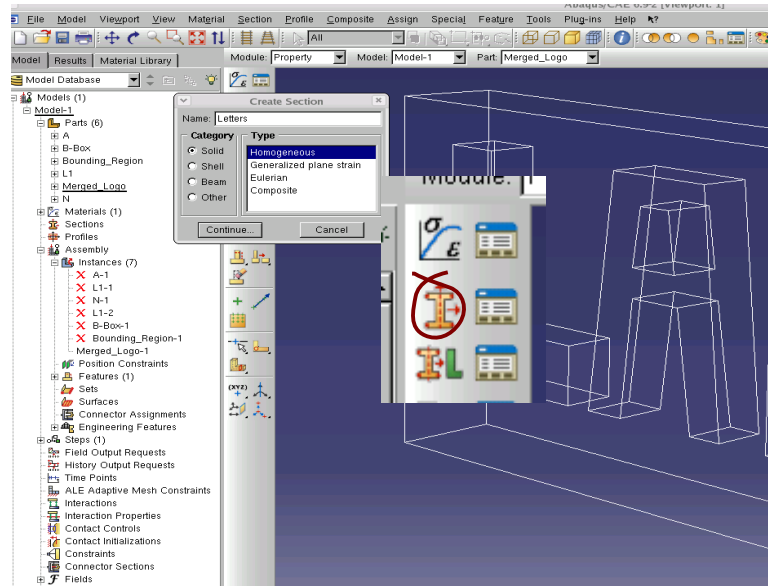 Abaqus/CAE 6.9-2 [Viewport: 1]
File Model Viewport View Material Section Profile Composite Assign Special Feature Tools Plug-ins Help
All
Model Results Material Library Module: Property Model: Model-1 Part: Merged_Logo
Model Database
Models (1)
Model-1
Parts (6)
A
B-Box
Bounding_Region
L1
Merged_Logo
N
Materials (1)
Sections
Profiles
Assembly
Instances (7)
A-1
L1-1
N-1
L1-2
B-Box-1
Bounding_Region-1
Merged_Logo-1
Position Constraints
Features (1)
Sets
Surfaces
Connector Assignments
Engineering Features
Steps (1)
Field Output Requests
History Output Requests
Time Points
ALE Adaptive Mesh Constraints
Interactions
Interaction Properties
Contact Controls
Contact Initializations
Constraints
Connector Sections
Fields
Create Section
Name: Letters
Category Type
Solid
Shell
Beam
Other
Homogeneous
Generalized plane strain
Eulerian
Composite
Continue... Cancel
Module:
σ ε
(XYZ)